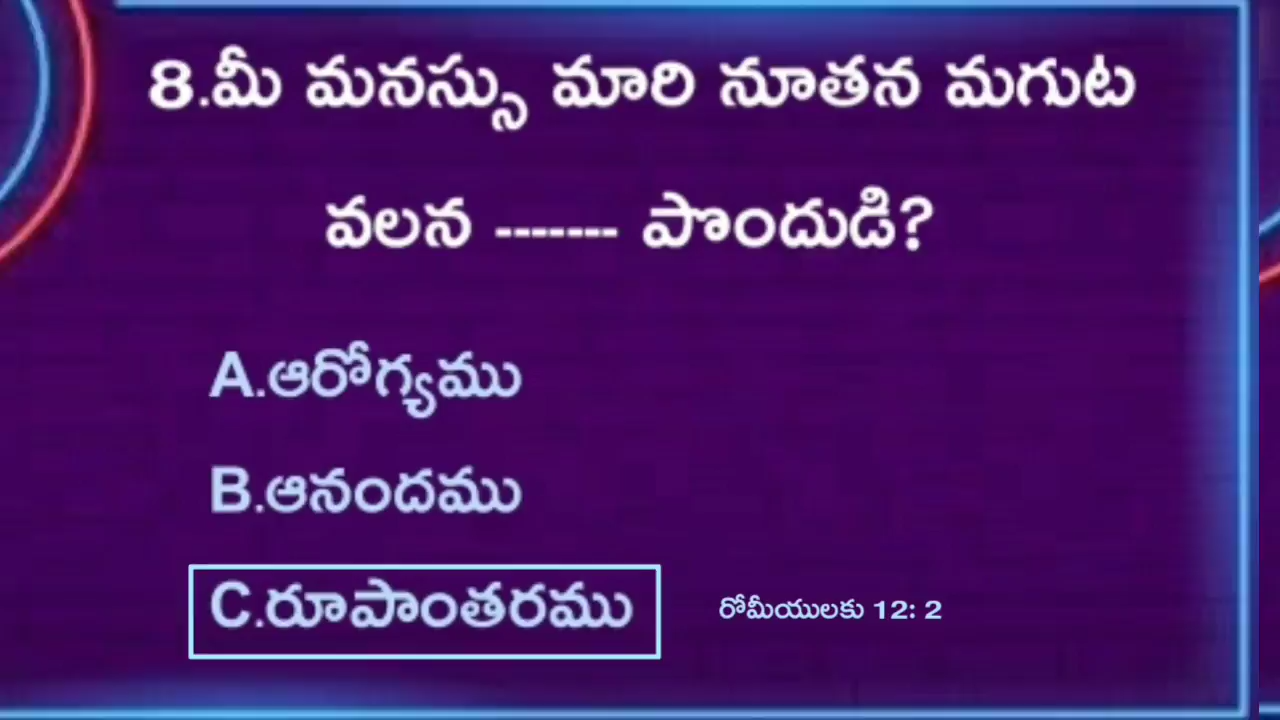 8.మీ మనస్సు మారి నూతన మగుట
వలన ------- పొందుడి?
A.ఆరోగ్యము
B.ఆనందము
C.రూపాంతరము
రోమీయులకు 12: 2